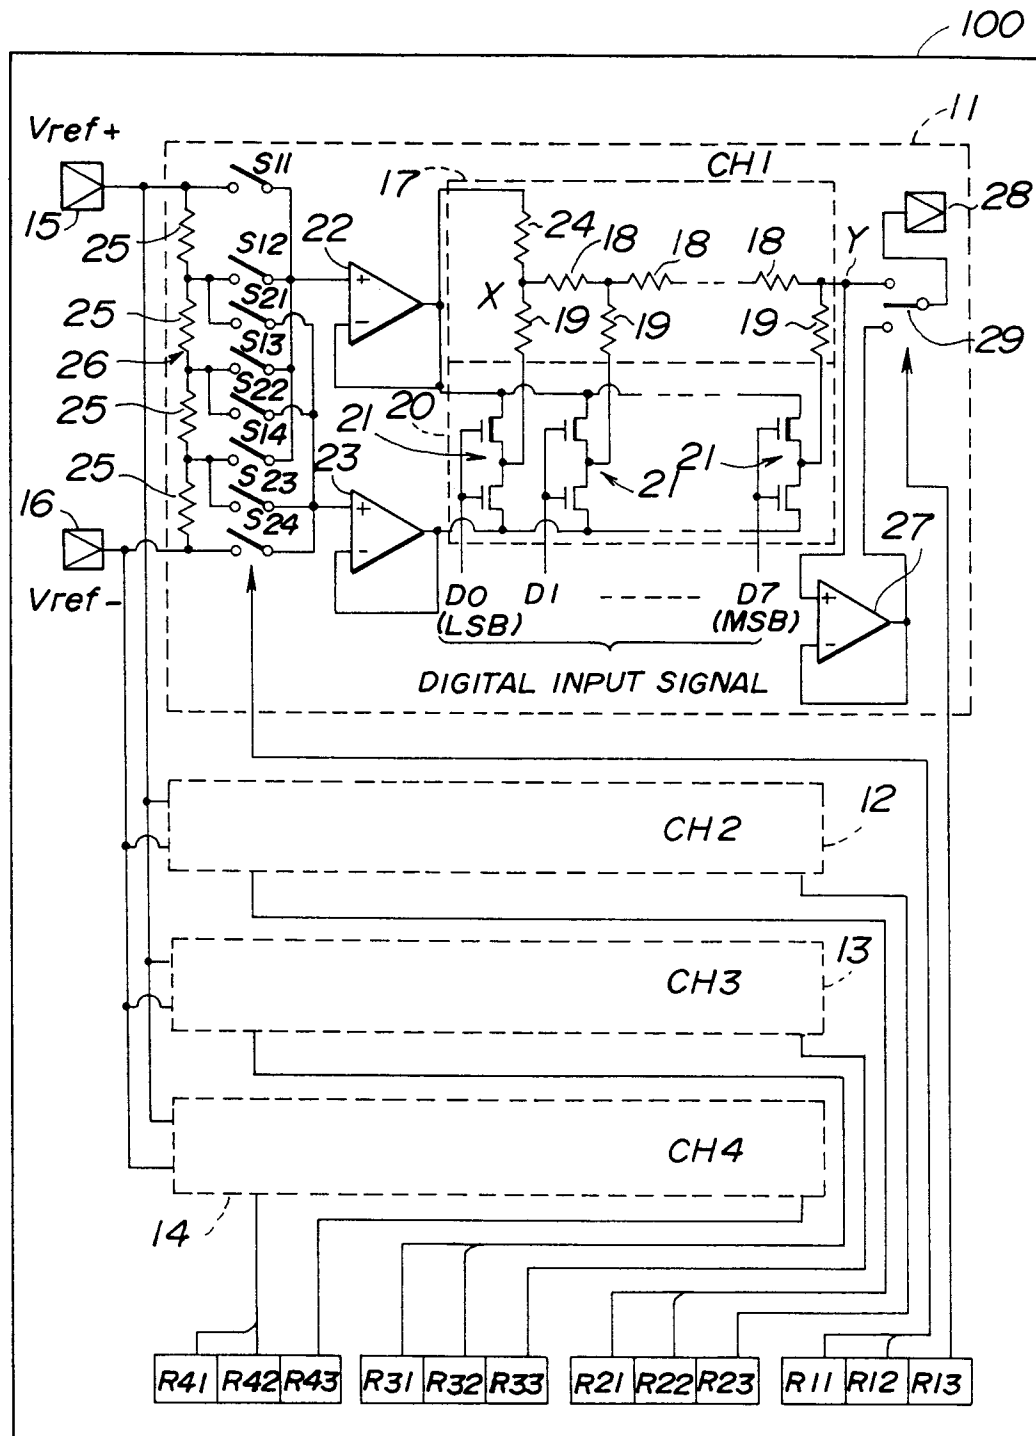 100
11
Vref+
S11
CH1
17
28
15
25
S12
22
24
18
18
18
Y
S21
X
25
S13
19
19
19
29
26
S22
20
25
S14
21
21
21
S23
23
25
16
S24
27
Vref-
D0 D1 D7
(LSB) (MSB)
DIGITAL INPUT SIGNAL
12
CH2
13
CH3
CH4
14
R41 R42 R43 R31 R32 R33 R21 R22 R23 R11 R12 R13
+
-
+
-
+
-